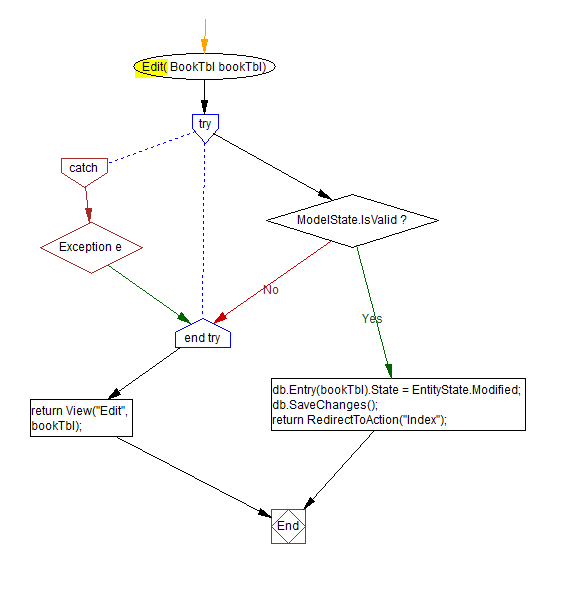 Edit( BookTbl bookTbl)
try
catch
ModelState.IsValid ?
Exception e
No
Yes
end try
db.Entry(bookTbl).State = EntityState.Modified;
db.SaveChanges();
return RedirectToAction("Index");
return View("Edit",
bookTbl);
End